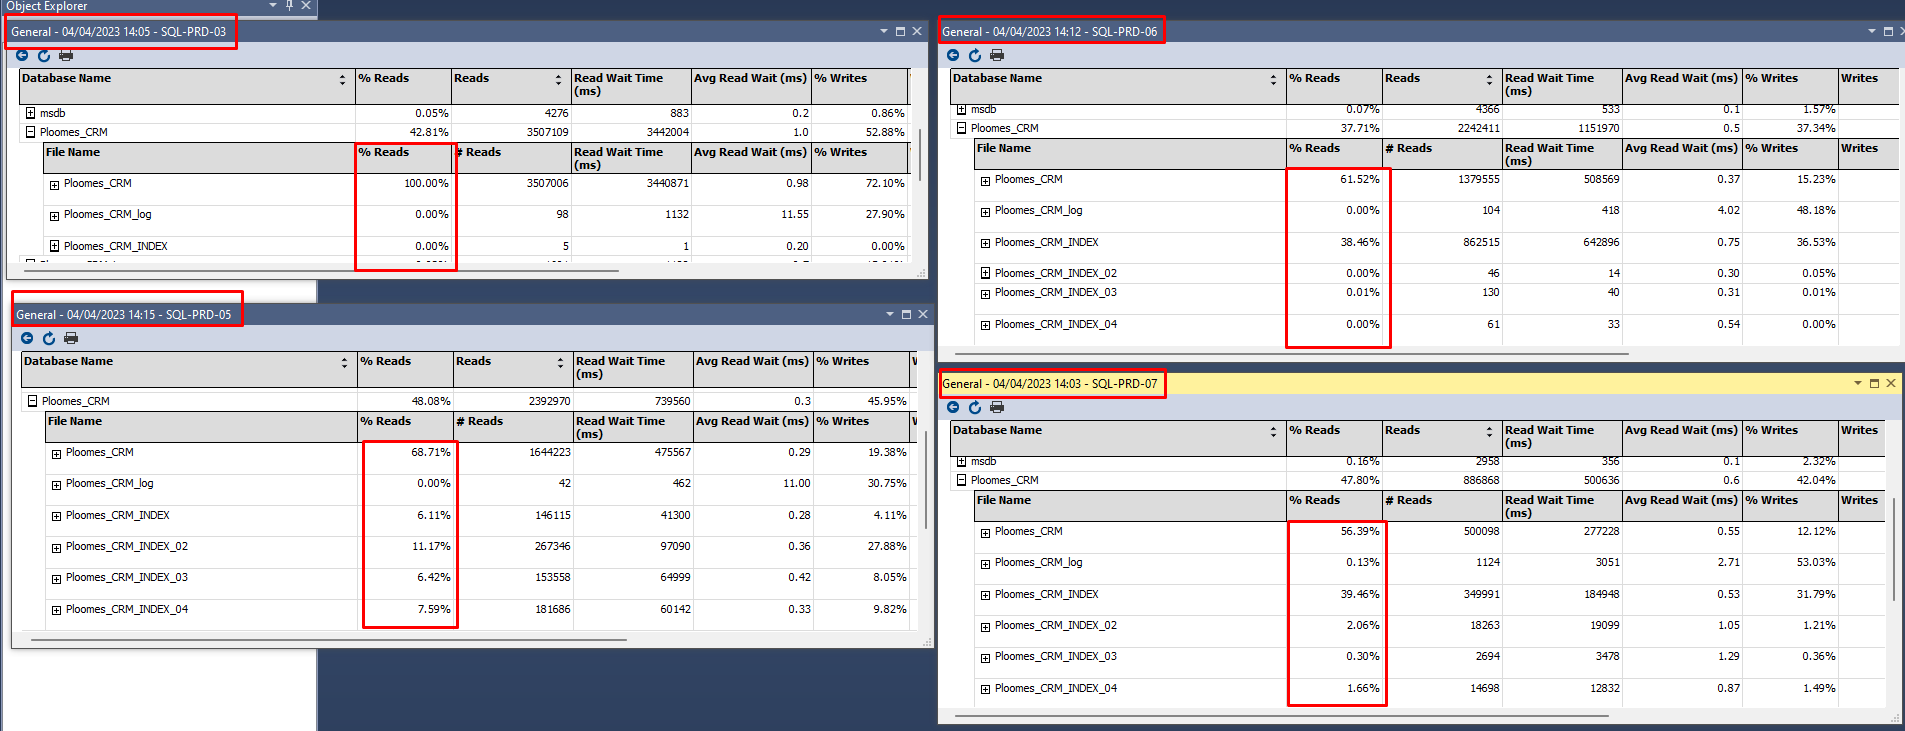 Object Explorer
General - 04/04/2023 14:05 - SQL-PRD-03
Database Name % Reads Reads Read Wait Time (ms) Avg Read Wait (ms) % Writes
msdb 0.05% 4276 883 0.2 0.86%
Ploomes_CRM 42.81% 3507109 3442004 1.0 52.88%
File Name % Reads # Reads Read Wait Time (ms) Avg Read Wait (ms) % Writes
Ploomes_CRM 100.00% 3507006 3440871 0.98 72.10%
Ploomes_CRM_log 0.00% 98 1132 11.55 27.90%
Ploomes_CRM_INDEX 0.00% 5 1 0.20 0.00%
General - 04/04/2023 14:15 - SQL-PRD-05
Database Name % Reads Reads Read Wait Time (ms) Avg Read Wait (ms) % Writes
Ploomes_CRM 48.08% 2392970 739560 0.3 45.95%
File Name % Reads # Reads Read Wait Time (ms) Avg Read Wait (ms) % Writes
Ploomes_CRM 68.71% 1644223 475567 0.29 19.38%
Ploomes_CRM_log 0.00% 42 462 11.00 30.75%
Ploomes_CRM_INDEX 6.11% 146115 41300 0.28 4.11%
Ploomes_CRM_INDEX_02 11.17% 267346 97090 0.36 27.88%
Ploomes_CRM_INDEX_03 6.42% 153558 64999 0.42 8.05%
Ploomes_CRM_INDEX_04 7.59% 181686 60142 0.33 9.82%
General - 04/04/2023 14:12 - SQL-PRD-06
Database Name % Reads Reads Read Wait Time (ms) Avg Read Wait (ms) % Writes Writes
msdb 0.07% 4366 533 0.1 1.57%
Ploomes_CRM 37.71% 2242411 1151970 0.5 37.34%
File Name % Reads # Reads Read Wait Time (ms) Avg Read Wait (ms) % Writes Writes
Ploomes_CRM 61.52% 1379555 508569 0.37 15.23%
Ploomes_CRM_log 0.00% 104 418 4.02 48.18%
Ploomes_CRM_INDEX 38.46% 862515 642896 0.75 36.53%
Ploomes_CRM_INDEX_02 0.00% 46 14 0.30 0.05%
Ploomes_CRM_INDEX_03 0.01% 130 40 0.31 0.01%
Ploomes_CRM_INDEX_04 0.00% 61 33 0.54 0.00%
General - 04/04/2023 14:03 - SQL-PRD-07
Database Name % Reads Reads Read Wait Time (ms) Avg Read Wait (ms) % Writes Writes
msdb 0.16% 2958 356 0.1 2.32%
Ploomes_CRM 47.80% 886868 500636 0.6 42.04%
File Name % Reads # Reads Read Wait Time (ms) Avg Read Wait (ms) % Writes Writes
Ploomes_CRM 56.39% 500098 277228 0.55 12.12%
Ploomes_CRM_log 0.13% 1124 3051 2.71 53.03%
Ploomes_CRM_INDEX 39.46% 349991 184948 0.53 31.79%
Ploomes_CRM_INDEX_02 2.06% 18263 19099 1.05 1.21%
Ploomes_CRM_INDEX_03 0.30% 2694 3478 1.29 0.36%
Ploomes_CRM_INDEX_04 1.66% 14698 12832 0.87 1.49%